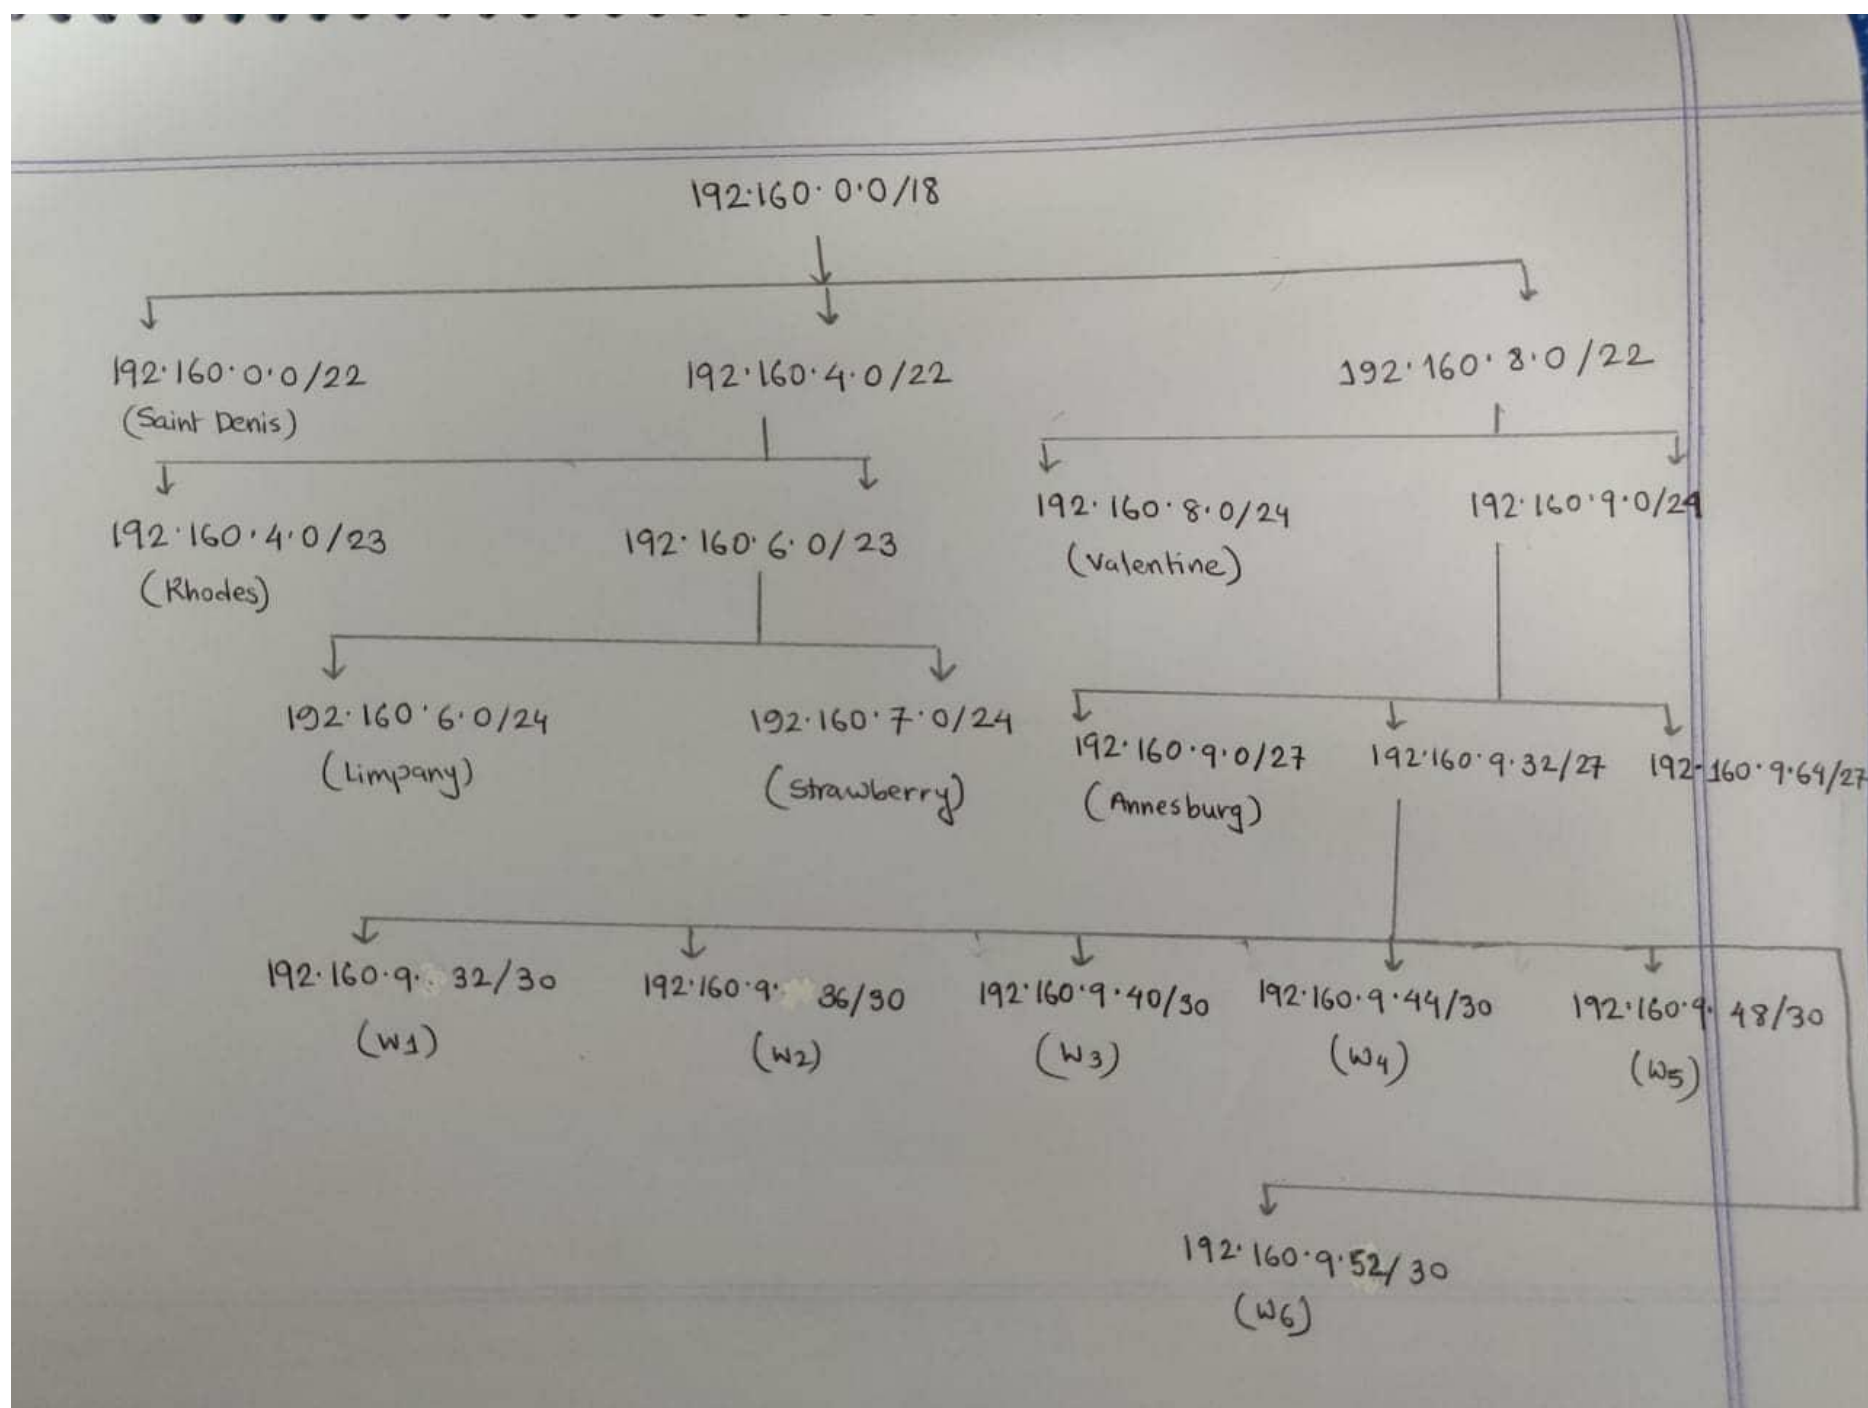 192.160.0.0/18
192.160.0.0/22
(Saint Denis)
192.160.4.0/22
192.160.8.0/22
192.160.4.0/23
(Rhodes)
192.160.6.0/23
192.160.8.0/24
(Valentine)
192.160.9.0/24
192.160.6.0/24
(Limpany)
192.160.7.0/24
(Strawberry)
192.160.9.0/27
(Annesburg)
192.160.9.32/27
192.160.9.64/27
192.160.9.32/30
(W1)
192.160.9.36/30
(W2)
192.160.9.40/30
(W3)
192.160.9.44/30
(W4)
192.160.9.48/30
(W5)
192.160.9.52/30
(W6)